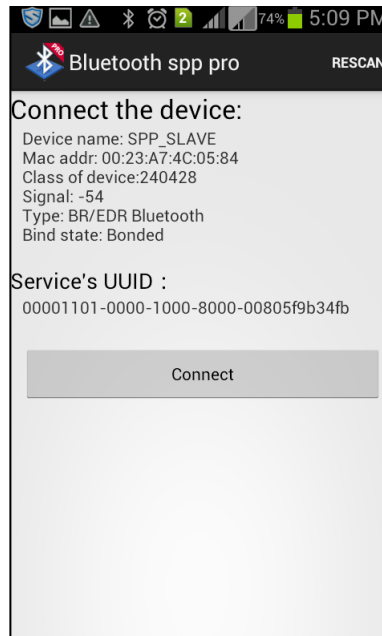 2 74% 5:09 PM
PRO
Bluetooth spp pro RESCAN
Connect the device:
Device name: SPP_SLAVE
Mac addr: 00:23:A7:4C:05:84
Class of device:240428
Signal: -54
Type: BR/EDR Bluetooth
Bind state: Bonded
Service's UUID :
00001101-0000-1000-8000-00805f9b34fb
Connect